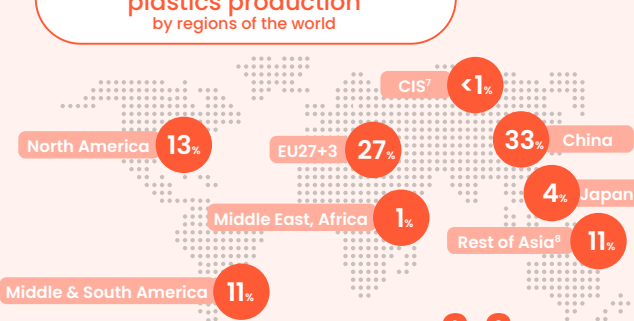 plastics production
by regions of the world
CIS⁷ <1%
North America 13%
EU27+3 27%
33% China
4% Japan
Middle East, Africa 1%
Rest of Asia⁸ 11%
Middle & South America 11%